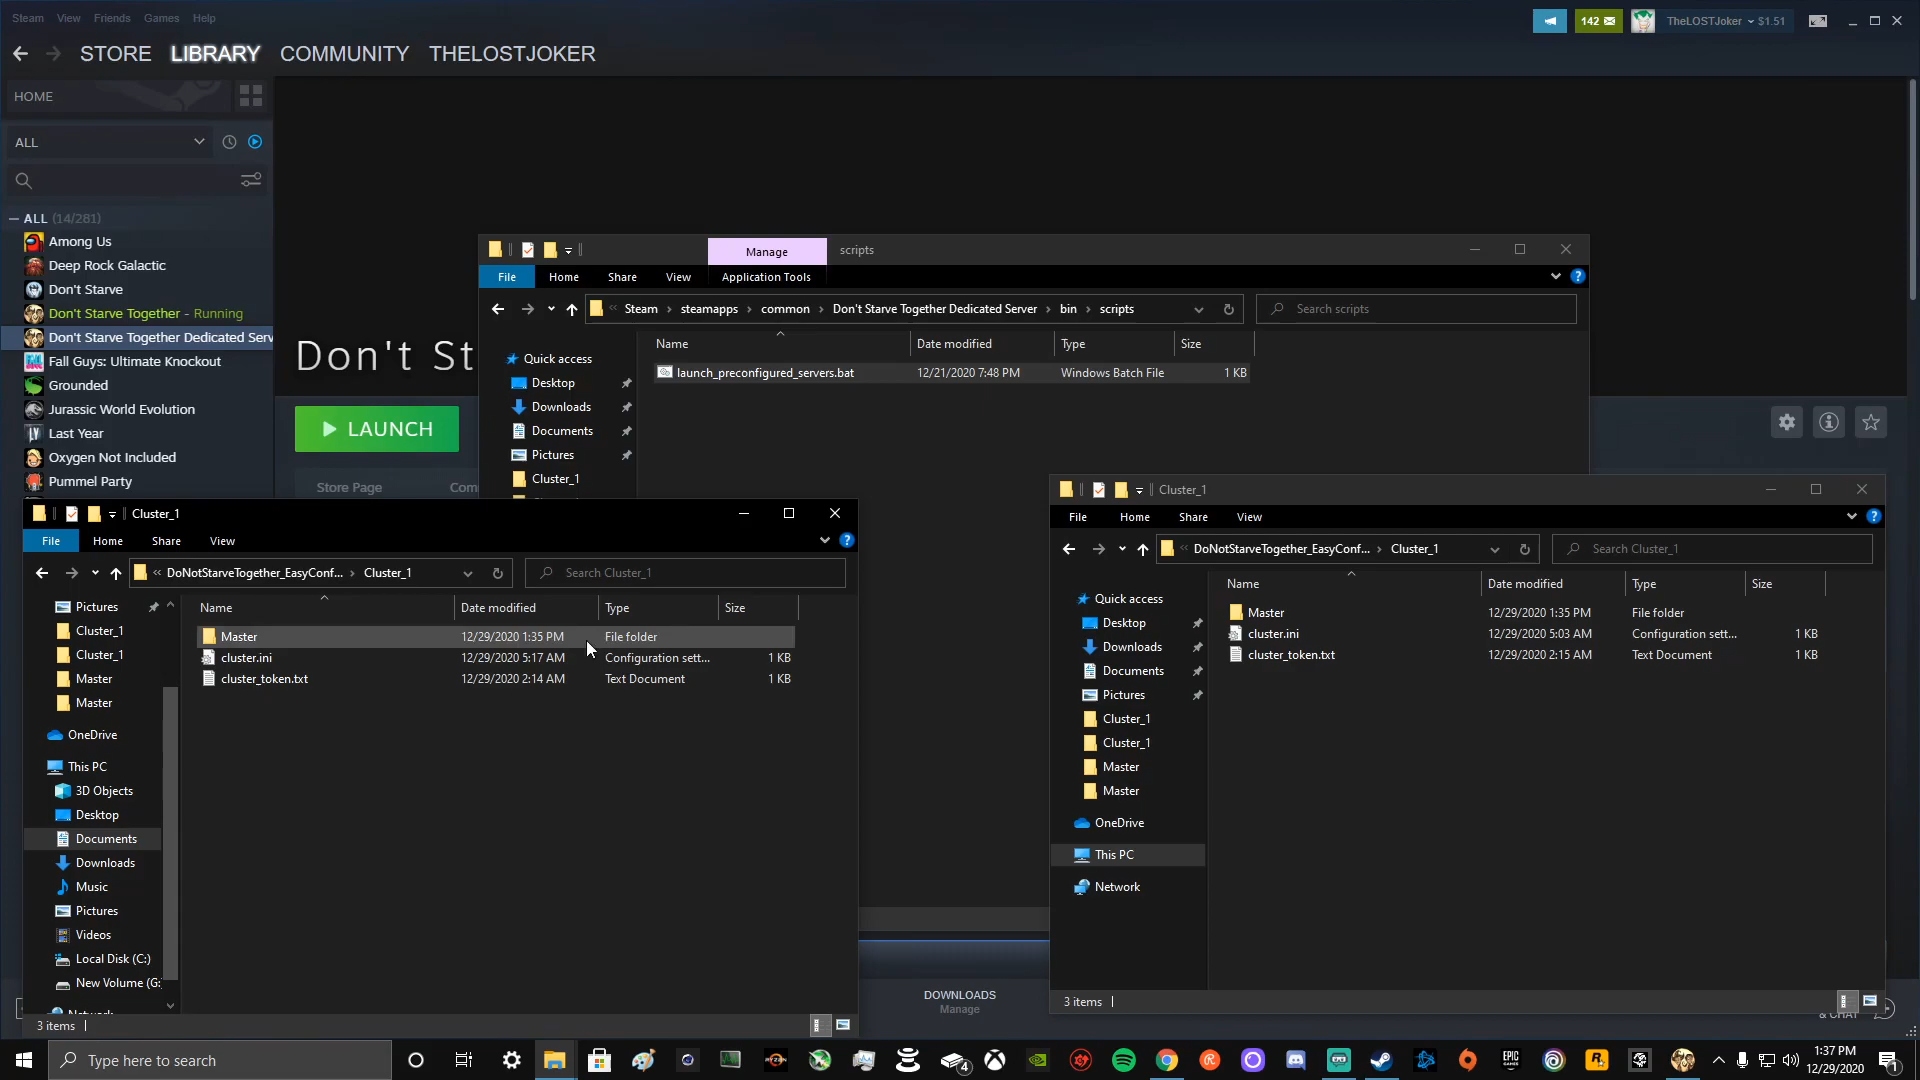 Steam View Friends Games Help
142
TheLOSTJoker $1.51
STORE LIBRARY COMMUNITY THELOSTJOKER
HOME
ALL
ALL (14/281)
Among Us
Deep Rock Galactic
Don't Starve
Don't Starve Together - Running
Don't Starve Together Dedicated Serv
Fall Guys: Ultimate Knockout
Grounded
Jurassic World Evolution
Last Year
Oxygen Not Included
Pummel Party
Don't St
LAUNCH
Store Page Com
Manage scripts
File Home Share View Application Tools
« Steam > steamapps > common > Don't Starve Together Dedicated Server > bin > scripts
Search scripts
Name Date modified Type Size
launch_preconfigured_servers.bat 12/21/2020 7:48 PM Windows Batch File 1 KB
Quick access
Desktop
Downloads
Documents
Pictures
Cluster_1
Cluster_1
File Home Share View
« DoNotStarveTogether_EasyConf... > Cluster_1
Search Cluster_1
Name Date modified Type Size
Master 12/29/2020 1:35 PM File folder
cluster.ini 12/29/2020 5:17 AM Configuration sett... 1 KB
cluster_token.txt 12/29/2020 2:14 AM Text Document 1 KB
Pictures
Cluster_1
Cluster_1
Master
Master
OneDrive
This PC
3D Objects
Desktop
Documents
Downloads
Music
Pictures
Videos
Local Disk (C:)
New Volume (G:
Network
3 items
Cluster_1
File Home Share View
« DoNotStarveTogether_EasyConf... > Cluster_1
Search Cluster_1
Name Date modified Type Size
Master 12/29/2020 1:35 PM File folder
cluster.ini 12/29/2020 5:03 AM Configuration sett... 1 KB
cluster_token.txt 12/29/2020 2:15 AM Text Document 1 KB
Quick access
Desktop
Downloads
Documents
Pictures
Cluster_1
Cluster_1
Master
Master
OneDrive
This PC
Network
3 items
DOWNLOADS
Manage
& CHAT
Type here to search
RYZEN
4
EPIC GAMES
1:37 PM
12/29/2020
1